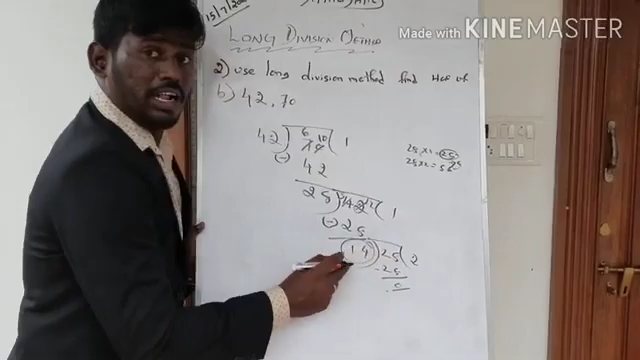 15/7/20
Made with KINEMASTER
Long Division Method
2) use long division method find HCF of
b) 42, 70
42) 70 ( 1
(-) 42
28) 42 ( 1
(-) 28
14) 28 ( 2
- 28
0
28x1 = 28
28x2 = 56